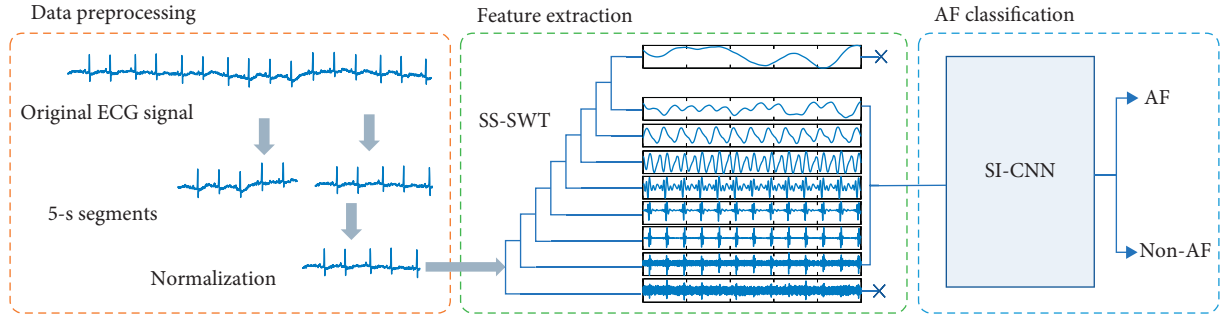 Data preprocessing
Feature extraction
AF classification
Original ECG signal
SS-SWT
AF
SI-CNN
5-s segments
Non-AF
Normalization